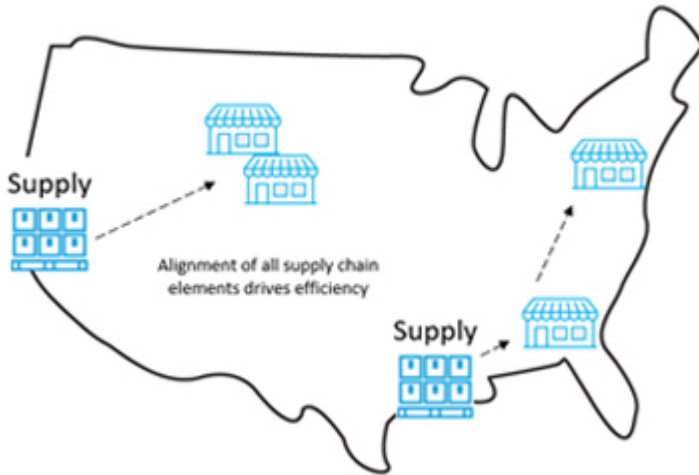 Supply
Alignment of all supply chain
elements drives efficiency
Supply